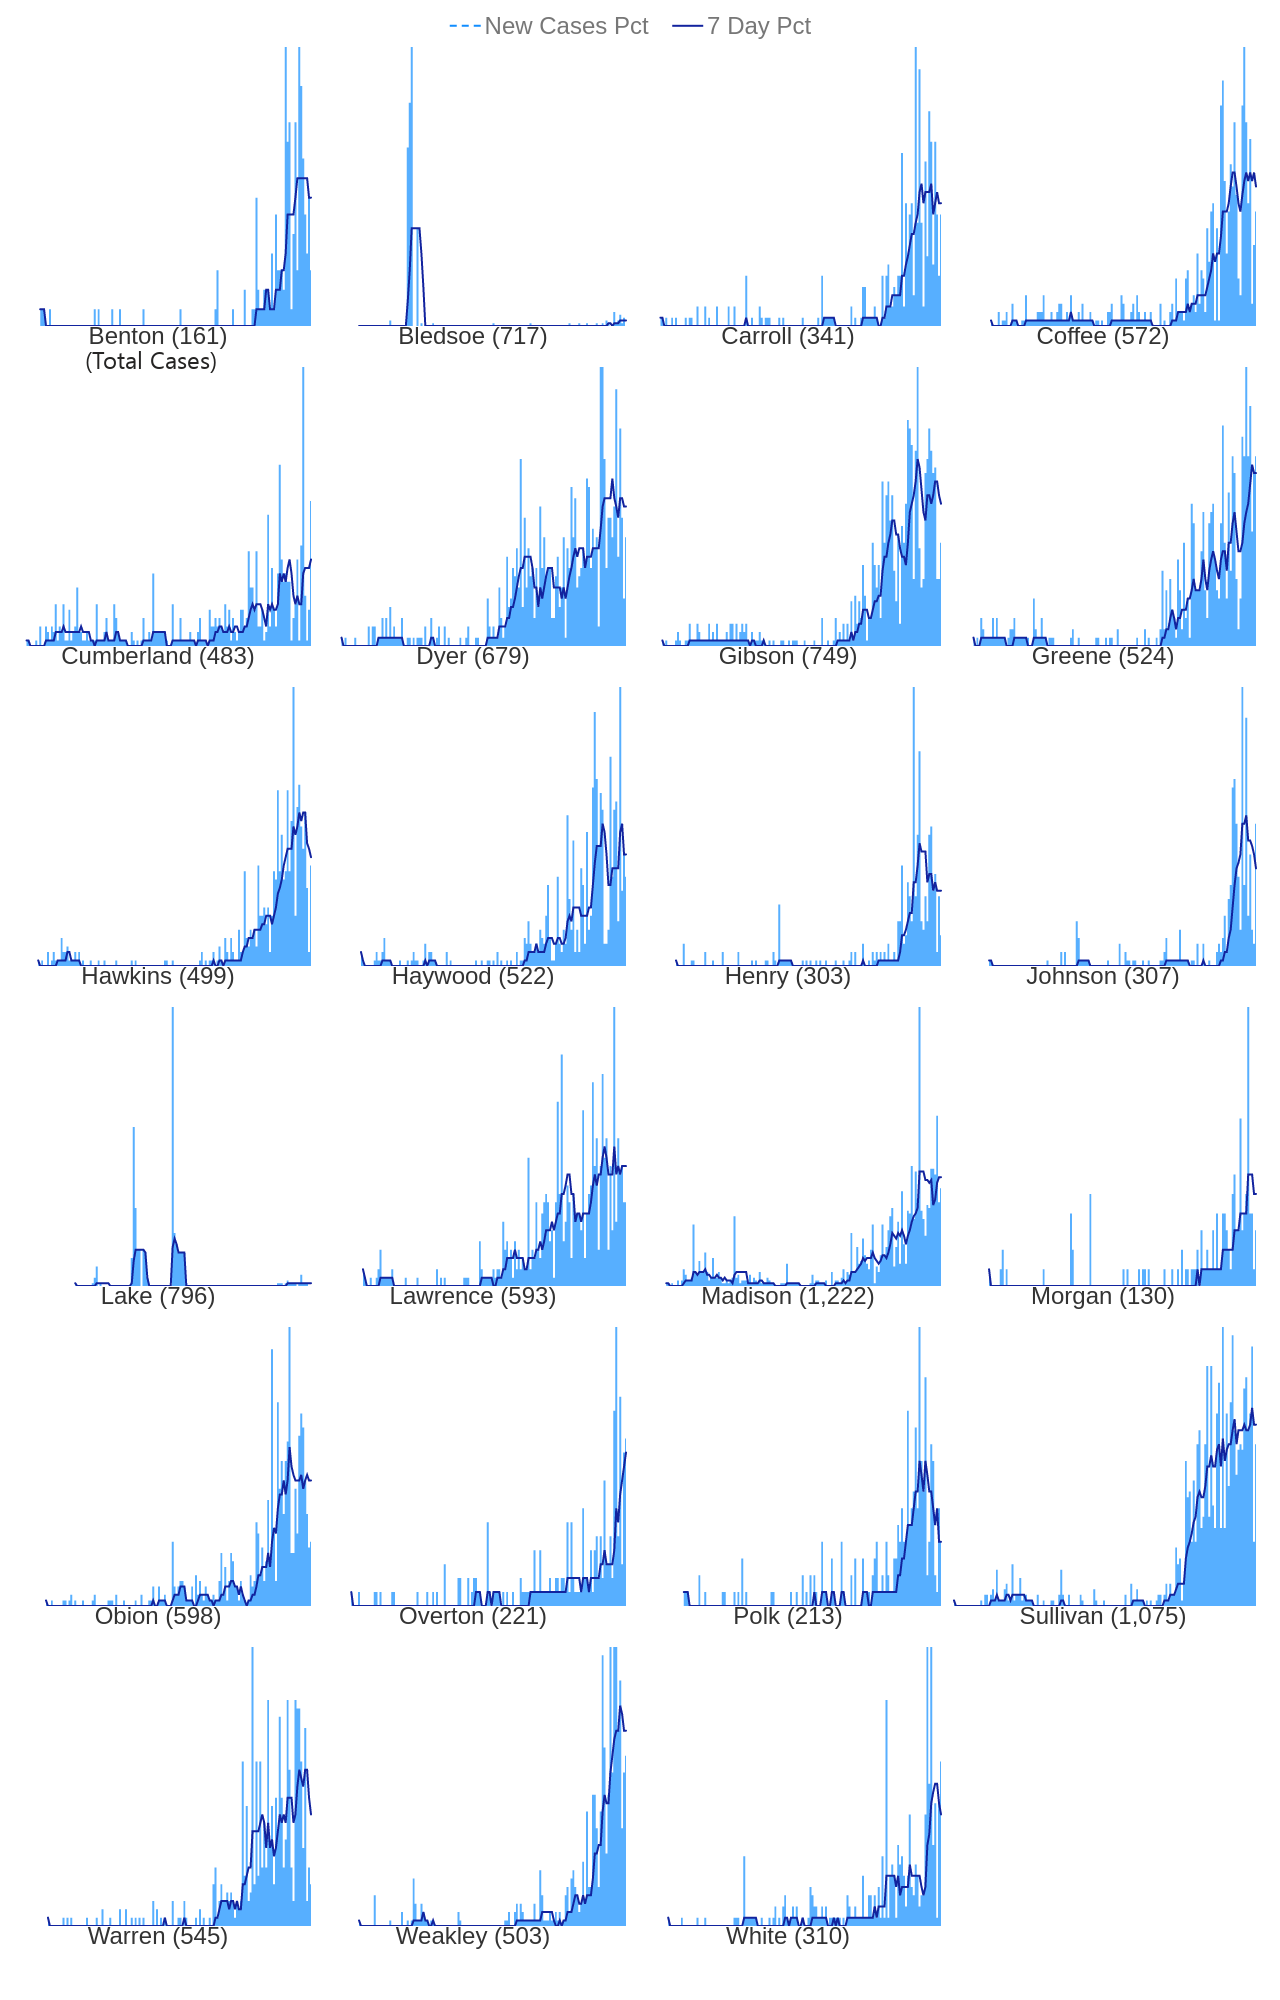 New Cases Pct 7 Day Pct
Benton (161) Bledsoe (717) Carroll (341) Coffee (572)
(Total Cases)
Cumberland (483) Dyer (679) Gibson (749) Greene (524)
Hawkins (499) Haywood (522) Henry (303) Johnson (307)
Lake (796) Lawrence (593) Madison (1,222) Morgan (130)
Obion (598) Overton (221) Polk (213) Sullivan (1,075)
Warren (545) Weakley (503) White (310)